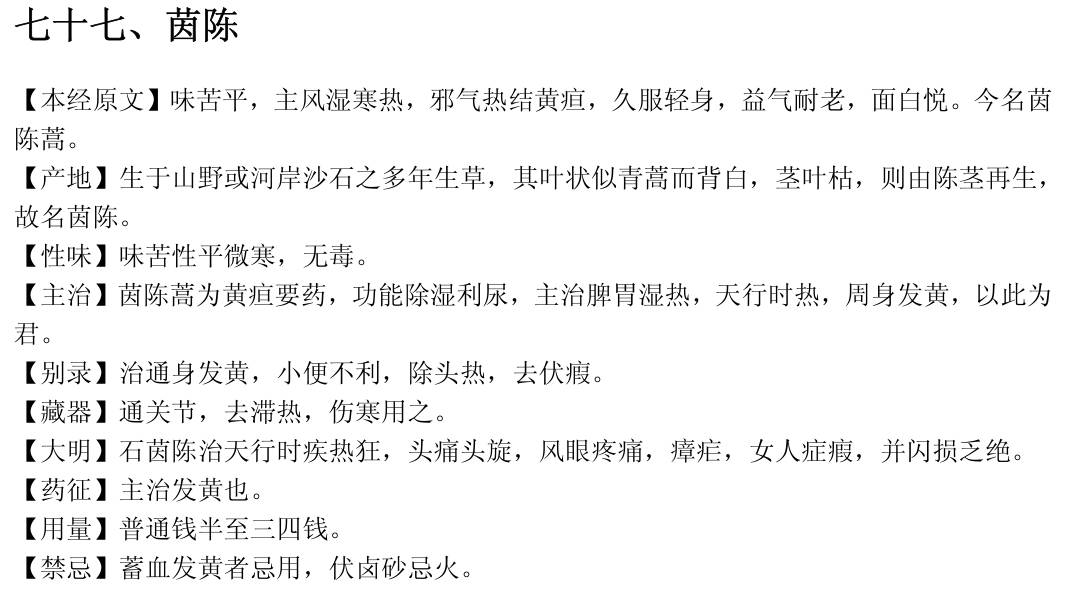 七十七、茵陈
【本经原文】味苦平，主风湿寒热，邪气热结黄疸，久服轻身，益气耐老，面白悦。今名茵
陈蒿。
【产地】生于山野或河岸沙石之多年生草，其叶状似青蒿而背白，茎叶枯，则由陈茎再生，
故名茵陈。
【性味】味苦性平微寒，无毒。
【主治】茵陈蒿为黄疸要药，功能除湿利尿，主治脾胃湿热，天行时热，周身发黄，以此为
君。
【别录】治通身发黄，小便不利，除头热，去伏瘕。
【藏器】通关节，去滞热，伤寒用之。
【大明】石茵陈治天行时疾热狂，头痛头旋，风眼疼痛，瘴疟，女人症瘕，并闪损乏绝。
【药征】主治发黄也。
【用量】普通钱半至三四钱。
【禁忌】蓄血发黄者忌用，伏卤砂忌火。